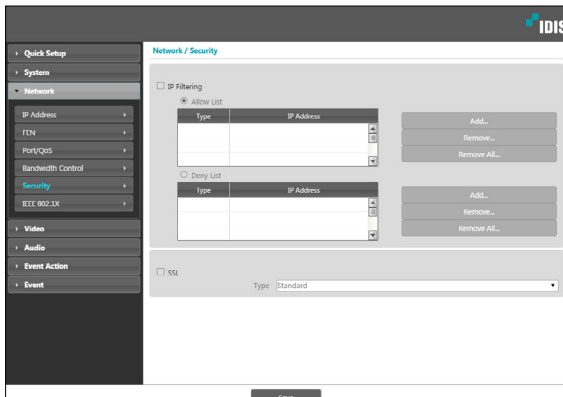 IDIS
Quick Setup
System
Network
IP Address
FEN
Port/QoS
Bandwidth Control
Security
IEEE 802.1X
Video
Audio
Event Action
Event
Network / Security
IP Filtering
Allow List
Type IP Address
Add...
Remove...
Remove All...
Deny List
Type IP Address
Add...
Remove...
Remove All...
SSL
Type Standard
Save